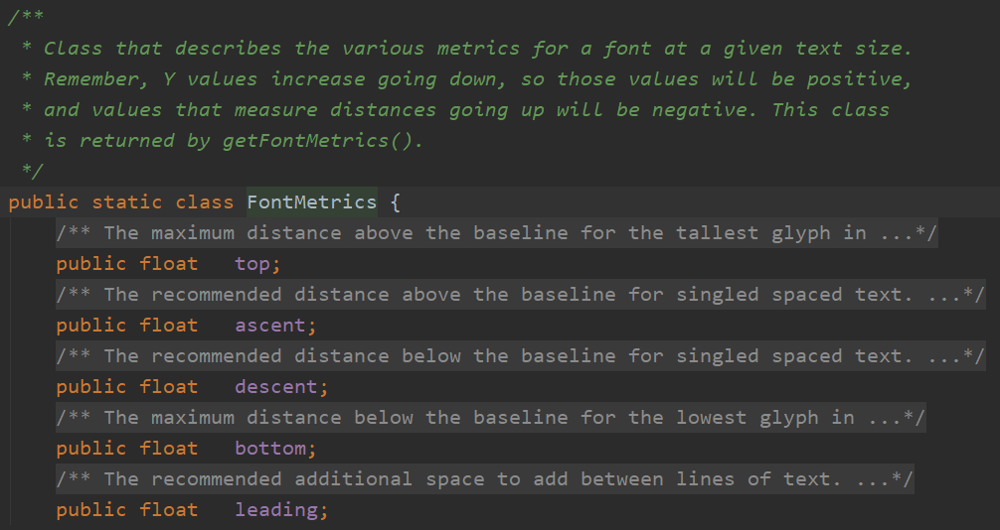 /**
 * Class that describes the various metrics for a font at a given text size.
 * Remember, Y values increase going down, so those values will be positive,
 * and values that measure distances going up will be negative. This class
 * is returned by getFontMetrics().
 */
public static class FontMetrics {
    /** The maximum distance above the baseline for the tallest glyph in ...*/
    public float   top;
    /** The recommended distance above the baseline for singled spaced text. ...*/
    public float   ascent;
    /** The recommended distance below the baseline for singled spaced text. ...*/
    public float   descent;
    /** The maximum distance below the baseline for the lowest glyph in ...*/
    public float   bottom;
    /** The recommended additional space to add between lines of text. ...*/
    public float   leading;